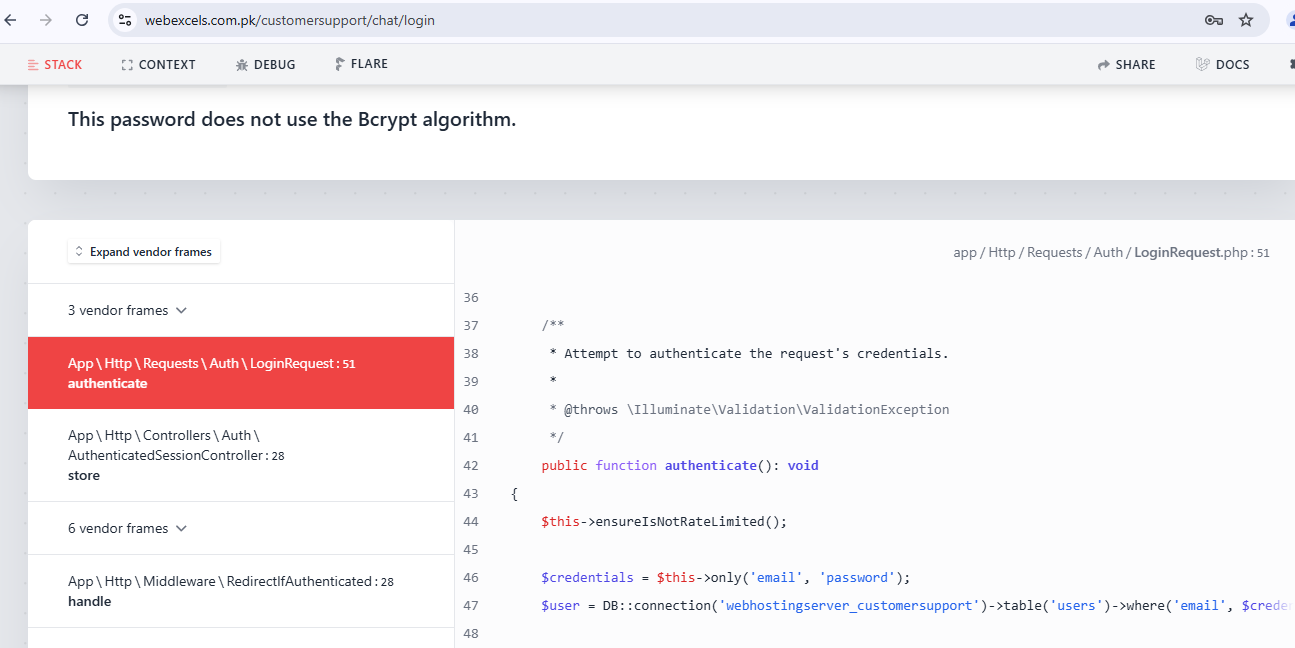 webexcels.com.pk/customersupport/chat/login
STACK CONTEXT DEBUG FLARE SHARE DOCS
This password does not use the Bcrypt algorithm.
Expand vendor frames
3 vendor frames
App \ Http \ Requests \ Auth \ LoginRequest : 51
authenticate
App \ Http \ Controllers \ Auth \
AuthenticatedSessionController : 28
store
6 vendor frames
App \ Http \ Middleware \ RedirectIfAuthenticated : 28
handle
app / Http / Requests / Auth / LoginRequest.php : 51
36
37 /**
38 * Attempt to authenticate the request's credentials.
39 *
40 * @throws \Illuminate\Validation\ValidationException
41 */
42 public function authenticate(): void
43 {
44 $this->ensureIsNotRateLimited();
45
46 $credentials = $this->only('email', 'password');
47 $user = DB::connection('webhostingserver_customersupport')->table('users')->where('email', $creden
48